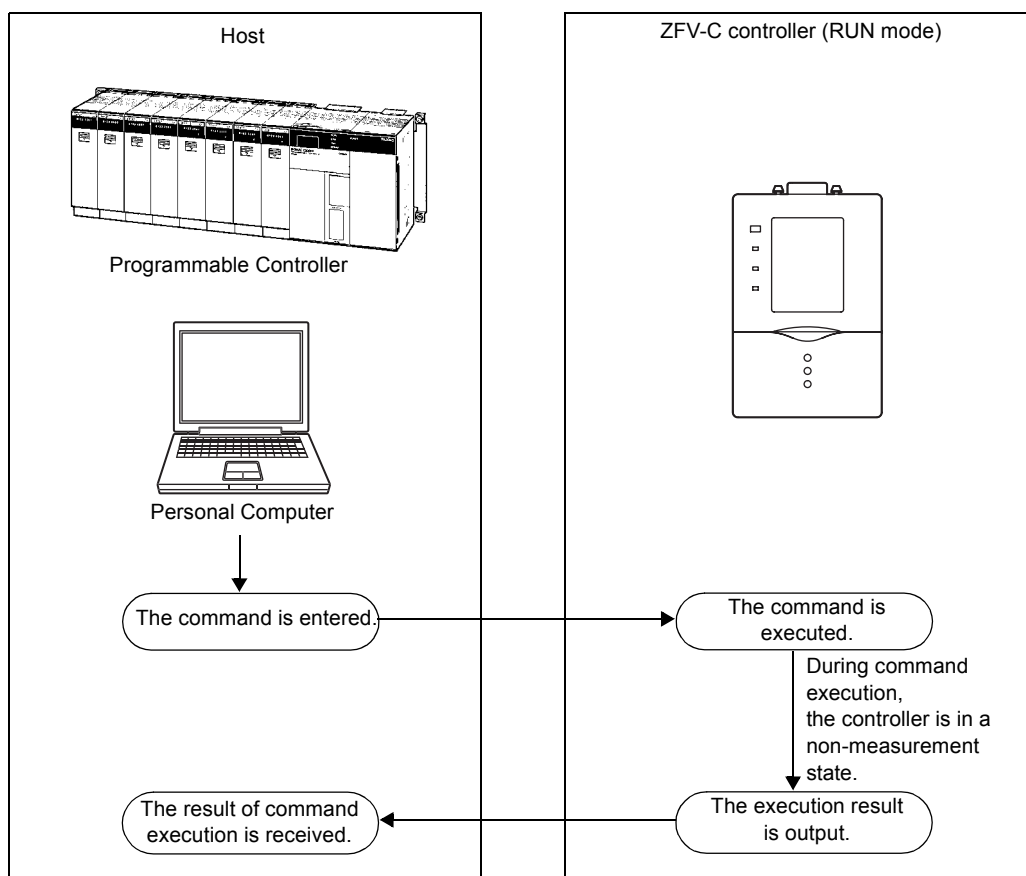 Host
Programmable Controller
Personal Computer
The command is entered.
The result of command
execution is received.
ZFV-C controller (RUN mode)
The command is
executed.
During command
execution,
the controller is in a
non-measurement
state.
The execution result
is output.